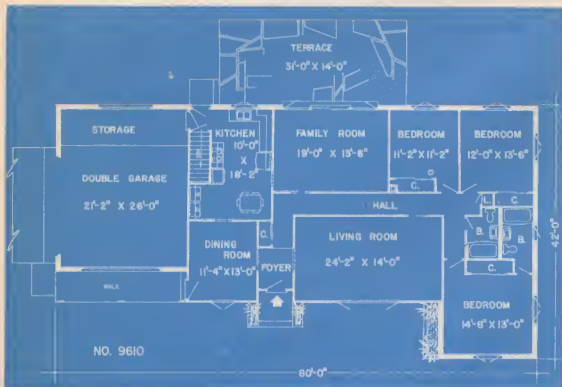 TERRACE
31'-0" X 14'-0"
STORAGE
KITCHEN
10'-0"
X
18'-2"
FAMILY ROOM
19'-0" X 13'-6"
BEDROOM
11'-2" X 11'-2"
BEDROOM
12'-0" X 13'-6"
DOUBLE GARAGE
21'-2" X 26'-0"
C.
L.
C.
HALL
B.
B.
DINING
ROOM
11'-4" X 13'-0"
C.
FOYER
LIVING ROOM
24'-2" X 14'-0"
C.
BEDROOM
14'-8" X 13'-0"
WALK
42'-0"
NO. 9610
80'-0"